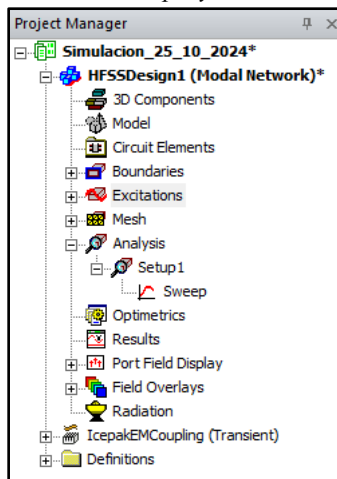 Project Manager
Simulacion_25_10_2024*
HFSSDesign1 (Modal Network)*
3D Components
Model
Circuit Elements
Boundaries
Excitations
Mesh
Analysis
Setup1
Sweep
Optimetrics
Results
Port Field Display
Field Overlays
Radiation
IcepakEMCoupling (Transient)
Definitions